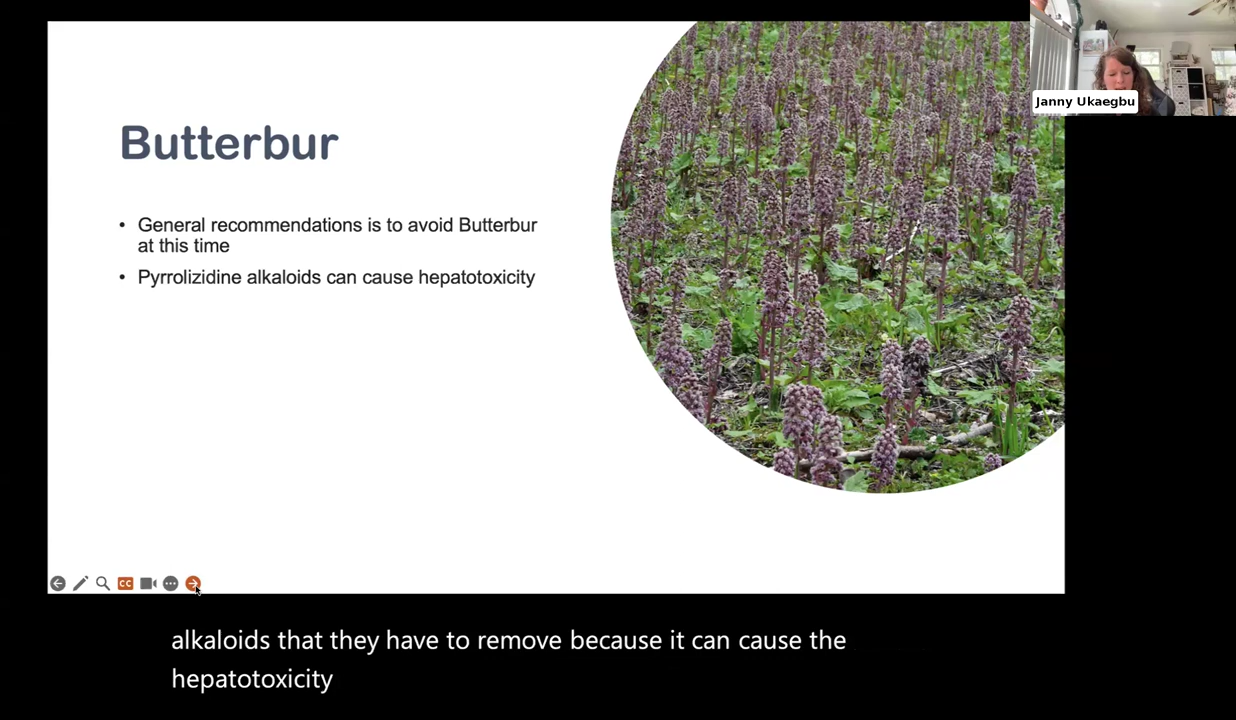 Butterbur
• General recommendations is to avoid Butterbur
at this time
• Pyrrolizidine alkaloids can cause hepatotoxicity
Janny Ukaegbu
CC
alkaloids that they have to remove because it can cause the
hepatotoxicity